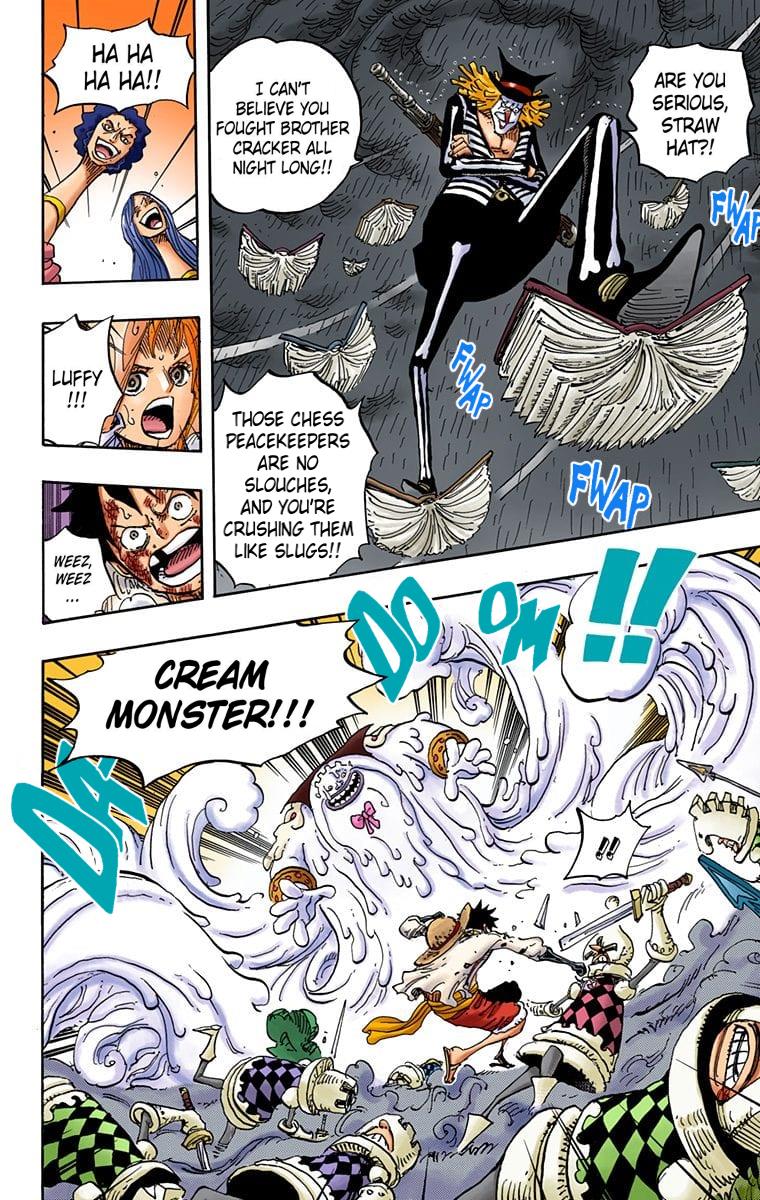 ARE YOU
SERIOUS,
STRAW
HAT?!
I CAN'T
BELIEVE YOU
FOUGHT BROTHER
CRACKER ALL
NIGHT LONG!!
FWAP
FWAP
FWAP
THOSE CHESS
PEACEKEEPERS
ARE NO
SLOUCHES,
AND YOU'RE
CRUSHING THEM
LIKE SLUGS!!
HA HA
HA HA!!
LUFFY
!!!
WEEZ,
WEEZ
...
DO OM!!
CREAM
MONSTER!!!
DA
!!